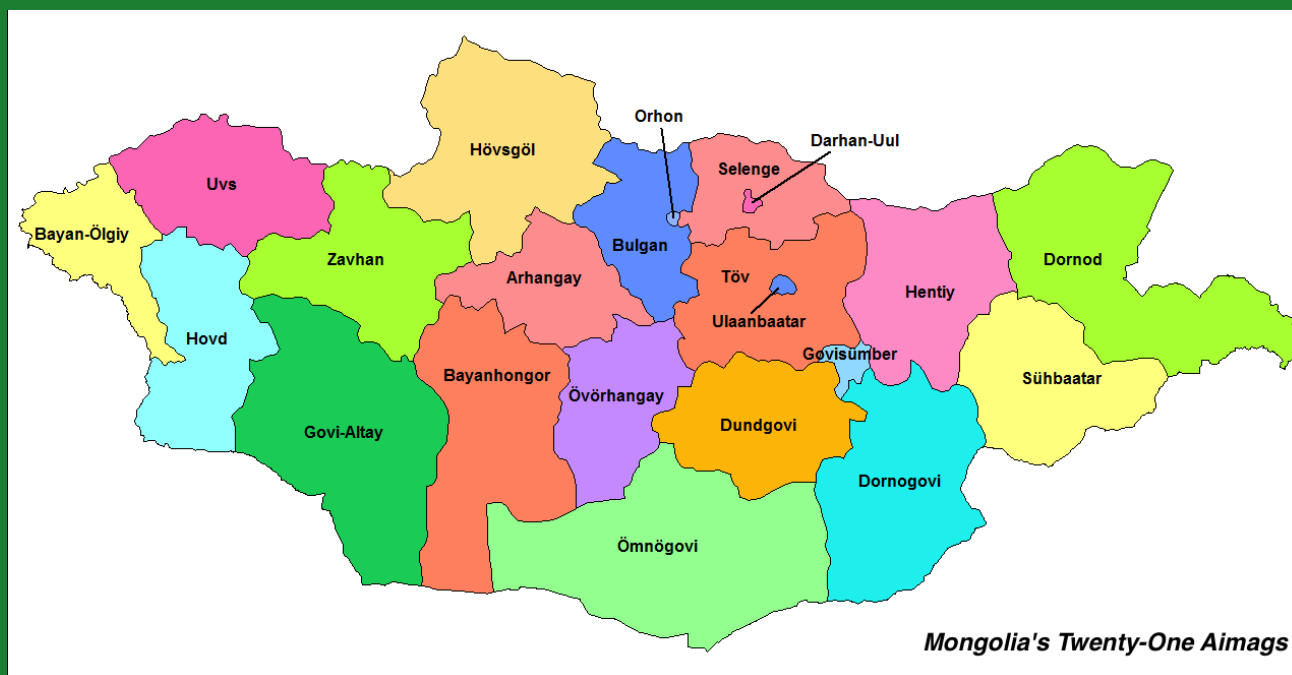 Orhon
Darhan-Uul
Hövsgöl
Selenge
Uvs
Bayan-Ölgiy
Bulgan
Zavhan
Dornod
Arhangay
Töv
Hentiy
Ulaanbaatar
Hovd
Govisümber
Bayanhongor
Sühbaatar
Övörhangay
Govi-Altay
Dundgovi
Dornogovi
Ömnögovi
Mongolia's Twenty-One Aimags